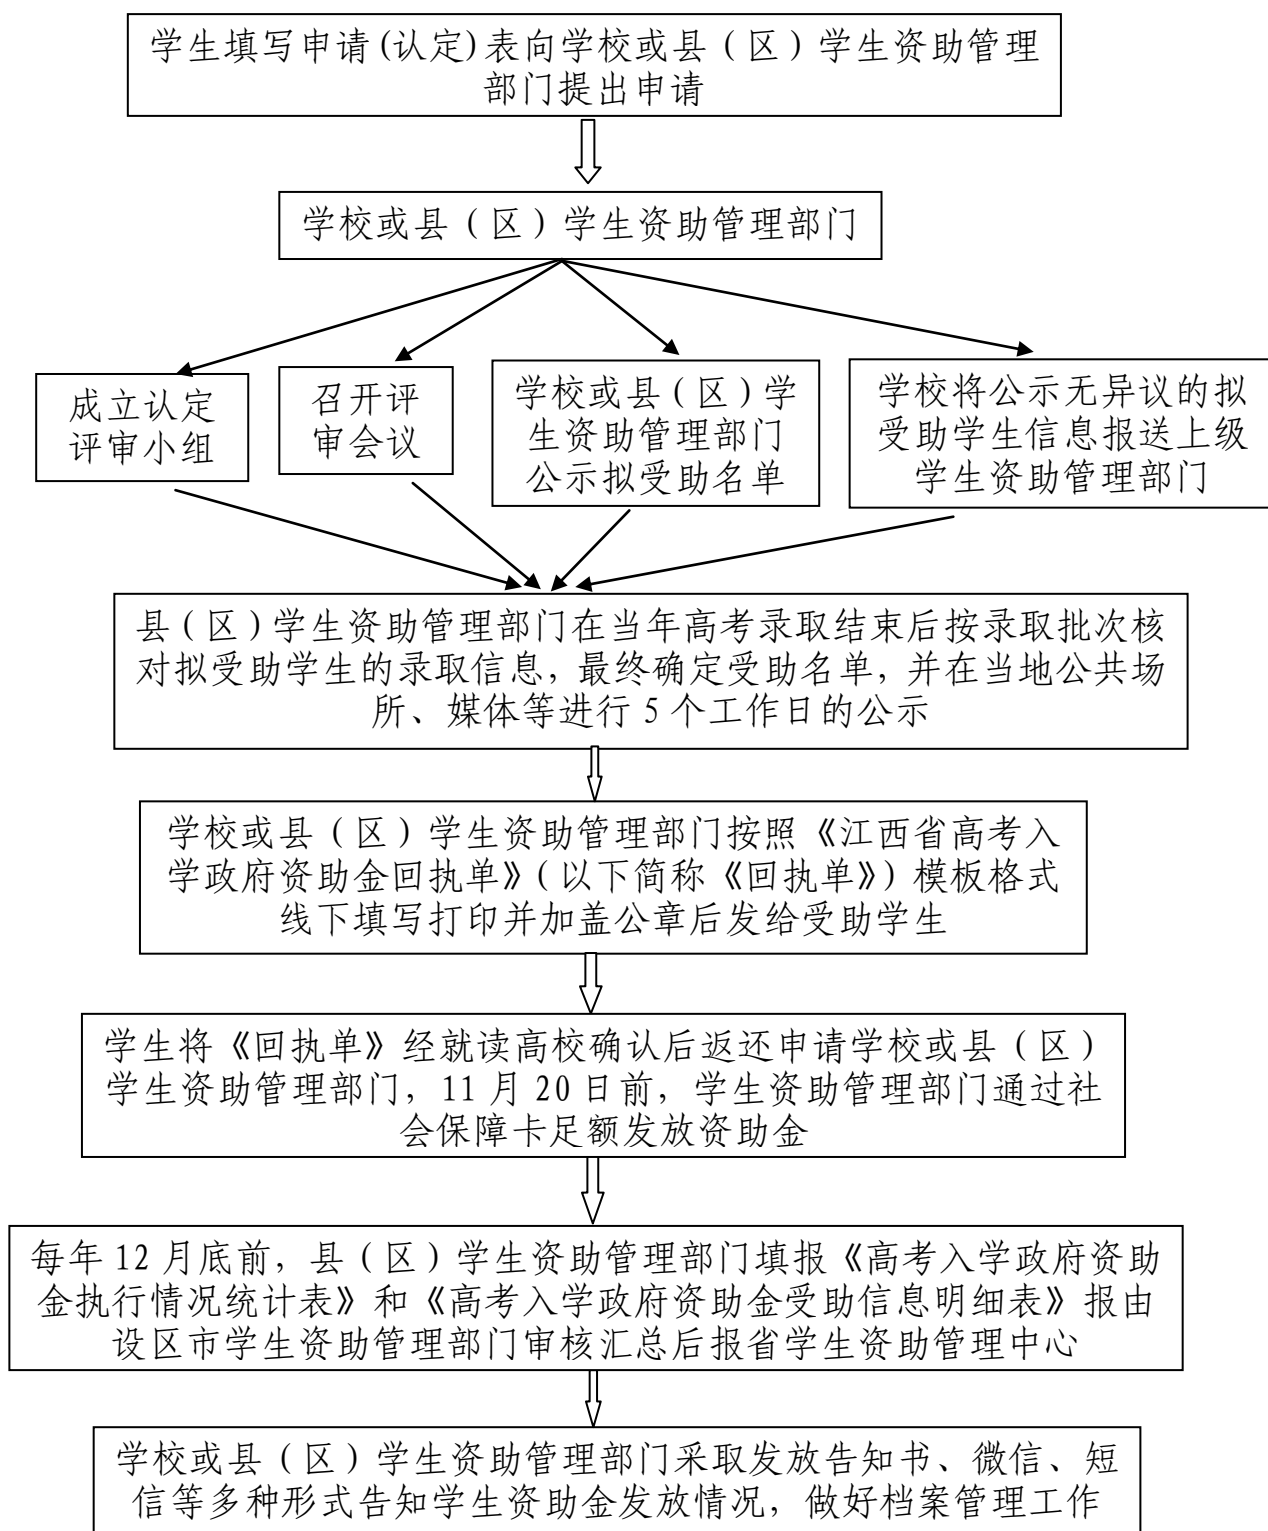 学生填写申请(认定)表向学校或县（区）学生资助管理
部门提出申请
学校或县（区）学生资助管理部门
成立认定
评审小组
召开评
审会议
学校或县（区）学
生资助管理部门
公示拟受助名单
学校将公示无异议的拟
受助学生信息报送上级
学生资助管理部门
县（区）学生资助管理部门在当年高考录取结束后按录取批次核
对拟受助学生的录取信息，最终确定受助名单，并在当地公共场
所、媒体等进行 5 个工作日的公示
学校或县（区）学生资助管理部门按照《江西省高考入
学政府资助金回执单》（以下简称《回执单》）模板格式
线下填写打印并加盖公章后发给受助学生
学生将《回执单》经就读高校确认后返还申请学校或县（区）
学生资助管理部门，11 月 20 日前，学生资助管理部门通过社
会保障卡足额发放资助金
每年 12 月底前，县（区）学生资助管理部门填报《高考入学政府资助
金执行情况统计表》和《高考入学政府资助金受助信息明细表》报由
设区市学生资助管理部门审核汇总后报省学生资助管理中心
学校或县（区）学生资助管理部门采取发放告知书、微信、短
信等多种形式告知学生资助金发放情况，做好档案管理工作